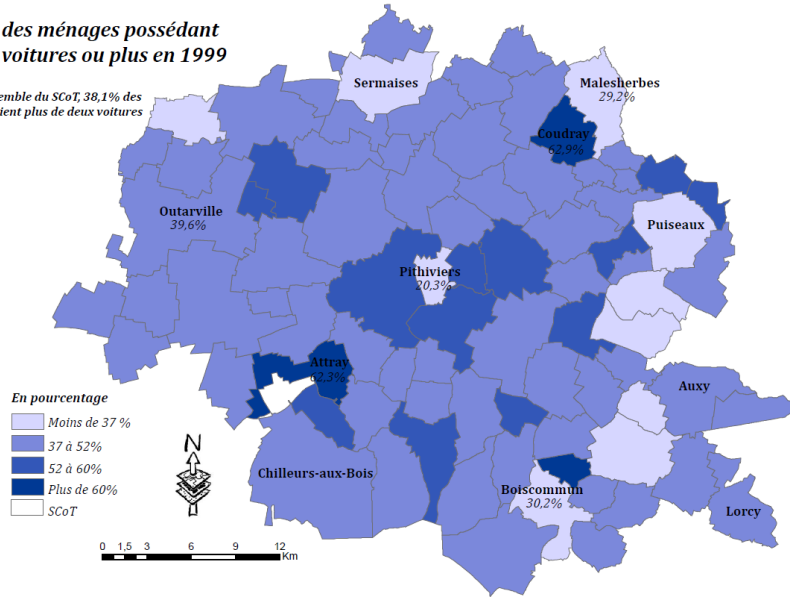 des ménages possédant
voitures ou plus en 1999
du SCoT, 38,1% des
plus de deux voitures
Sermaises
Malesherbes
29,2%
Coudray
62,9%
Outarville
39,6%
Puiseaux
Pithiviers
20,3%
Attray
62,3%
Auxy
Chilleurs-aux-Bois
Boiscommun
30,2%
Lorcy
En pourcentage
Moins de 37 %
37 à 52%
52 à 60%
Plus de 60%
SCoT
N
0 1,5 3 6 9 12
Km